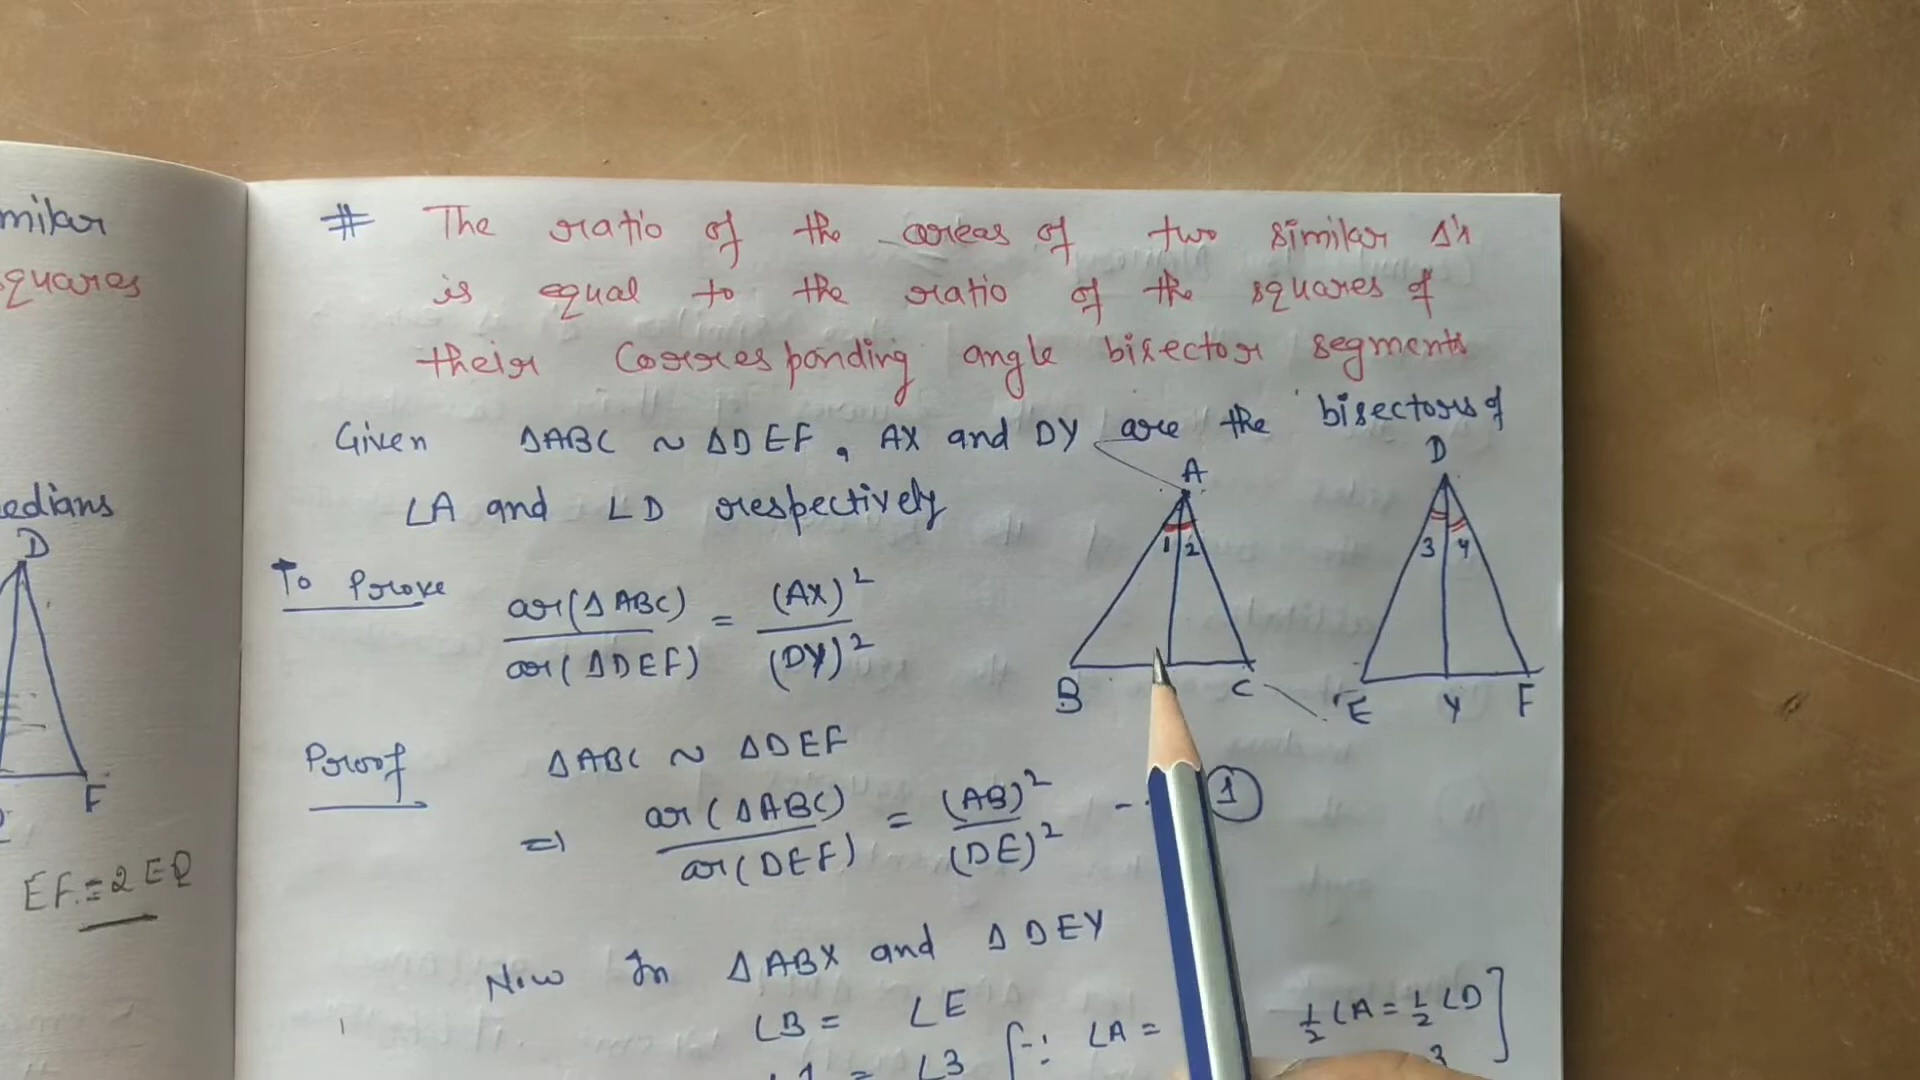 milar
quares
edians
D
F
EF = 2 EQ
# The ratio of the areas of two similar Δ's
is equal to the ratio of the squares of
their Corresponding angle bisector segments
Given ΔABC ~ ΔDEF, AX and DY are the bisectors of
∠A and ∠D respectively
A
1 2
B C
D
3 4
E Y F
To Prove ar(ΔABC)/ar(ΔDEF) = (AX)²/(DY)²
Proof ΔABC ~ ΔDEF
=) ar(ΔABC)/ar(DEF) = (AB)²/(DE)² -- 1
Now In ΔABX and ΔDEY
∠B = ∠E
∠1 = ∠3 [∵ ∠A = ½∠A = ½∠D
3]